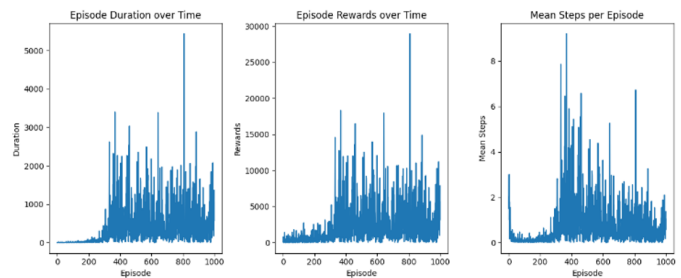 Episode Duration over Time
Episode Rewards over Time
Mean Steps per Episode
5000
4000
3000
2000
1000
0
Duration
0 200 400 600 800 1000
Episode
30000
25000
20000
15000
10000
5000
0
Rewards
0 200 400 600 800 1000
Episode
8
6
4
2
0
Mean Steps
0 200 400 600 800 1000
Episode